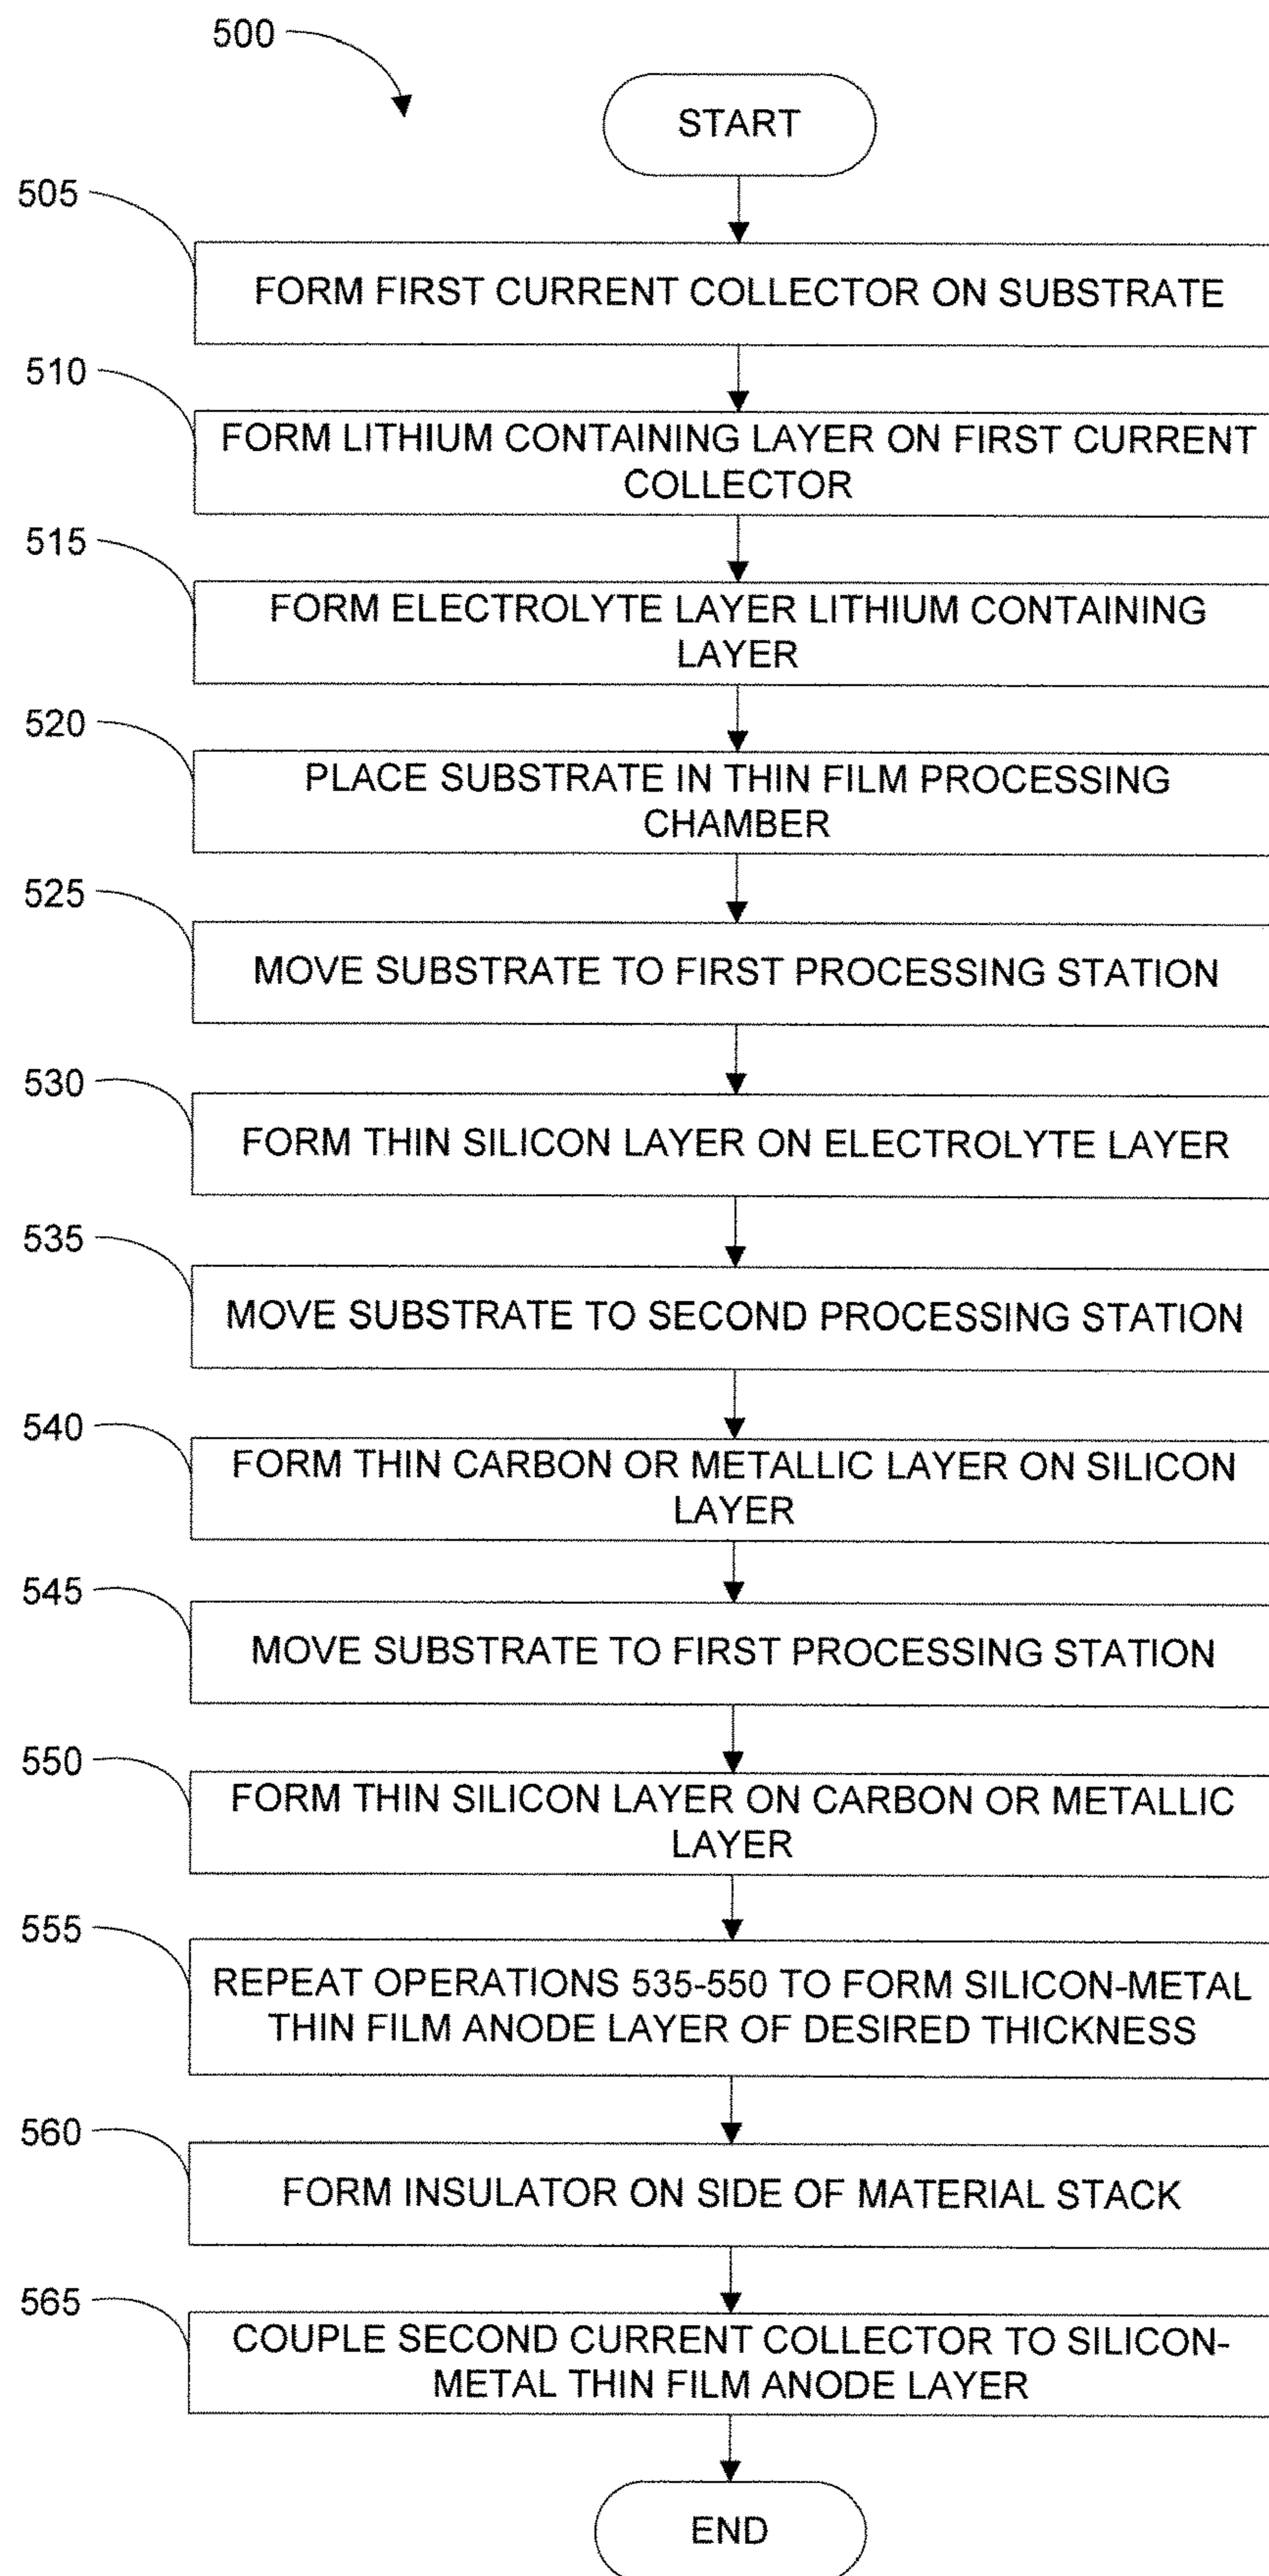 500
START
505
FORM FIRST CURRENT COLLECTOR ON SUBSTRATE
510
FORM LITHIUM CONTAINING LAYER ON FIRST CURRENT
COLLECTOR
515
FORM ELECTROLYTE LAYER LITHIUM CONTAINING
LAYER
520
PLACE SUBSTRATE IN THIN FILM PROCESSING
CHAMBER
525
MOVE SUBSTRATE TO FIRST PROCESSING STATION
530
FORM THIN SILICON LAYER ON ELECTROLYTE LAYER
535
MOVE SUBSTRATE TO SECOND PROCESSING STATION
540
FORM THIN CARBON OR METALLIC LAYER ON SILICON
LAYER
545
MOVE SUBSTRATE TO FIRST PROCESSING STATION
550
FORM THIN SILICON LAYER ON CARBON OR METALLIC
LAYER
555
REPEAT OPERATIONS 535-550 TO FORM SILICON-METAL
THIN FILM ANODE LAYER OF DESIRED THICKNESS
560
FORM INSULATOR ON SIDE OF MATERIAL STACK
565
COUPLE SECOND CURRENT COLLECTOR TO SILICON-
METAL THIN FILM ANODE LAYER
END